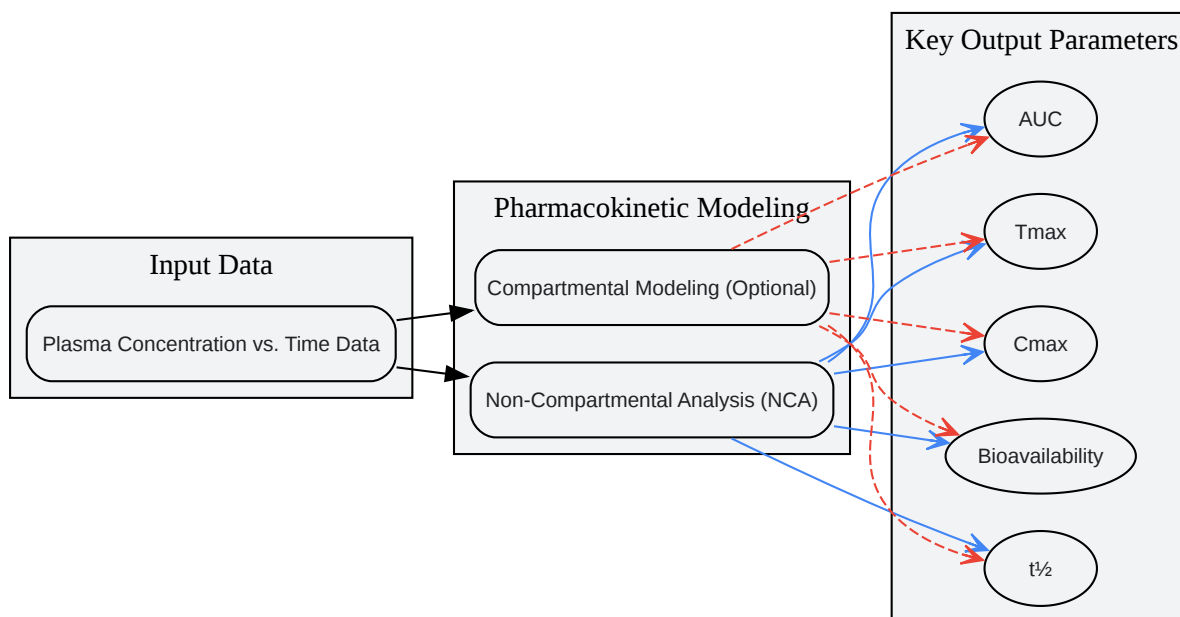 Input Data
Plasma Concentration vs. Time Data
Pharmacokinetic Modeling
Compartmental Modeling (Optional)
Non-Compartmental Analysis (NCA)
Key Output Parameters
AUC
Tmax
Cmax
Bioavailability
t½